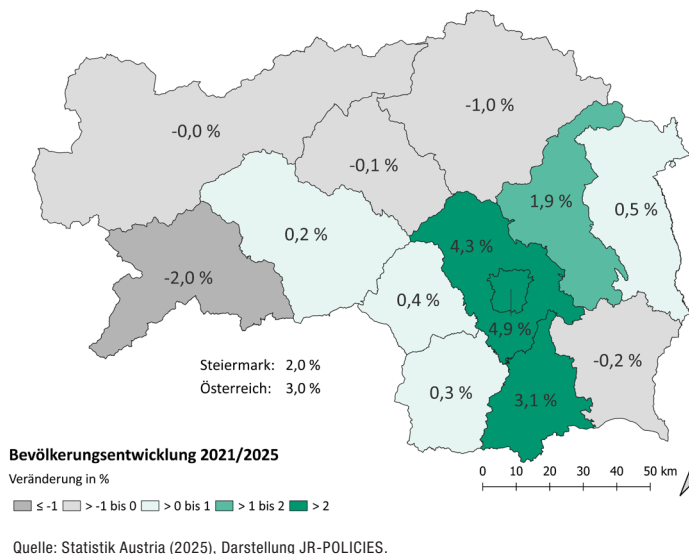 -1,0 %
-0,0 %
-0,1 %
1,9 %
0,5 %
0,2 %
4,3 %
-2,0 %
0,4 %
4,9 %
-0,2 %
Steiermark: 2,0 %
Österreich: 3,0 %
0,3 %
3,1 %
Bevölkerungsentwicklung 2021/2025
Veränderung in %
0 10 20 30 40 50 km
≤ -1 > -1 bis 0 > 0 bis 1 > 1 bis 2 > 2
Quelle: Statistik Austria (2025), Darstellung JR-POLICIES.